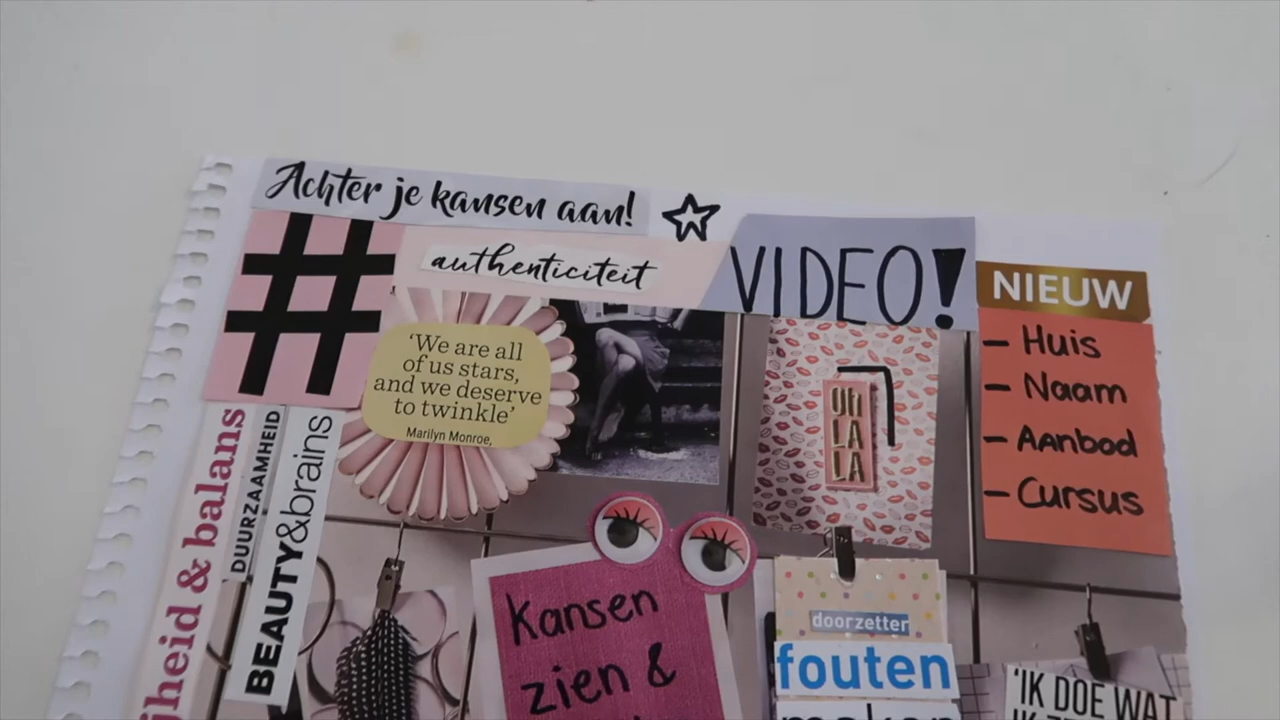 Achter je kansen aan!
#
authenticiteit
VIDEO!
NIEUW
- Huis
- Naam
- Aanbod
- Cursus
'We are all
of us stars,
and we deserve
to twinkle'
Marilyn Monroe,
Oh
LA
LA
jheid & balans
DUURZAAMHEID
BEAUTY&brains
Kansen
zien &
doorzetter
fouten
'IK DOE WAT